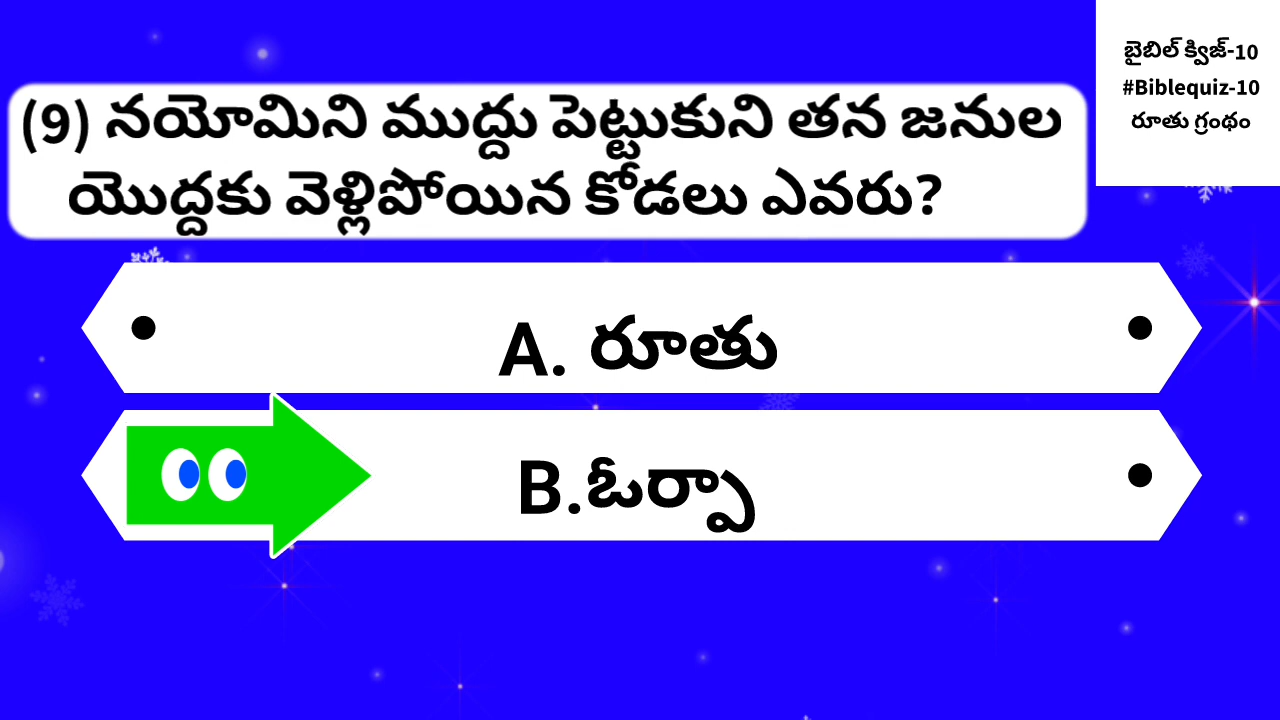 బైబిల్ క్విజ్-10
#Biblequiz-10
రూతు గ్రంథం
(9) నయోమిని ముద్దు పెట్టుకుని తన జనుల
యొద్దకు వెళ్లిపోయిన కోడలు ఎవరు?
A. రూతు
B.ఓర్పా